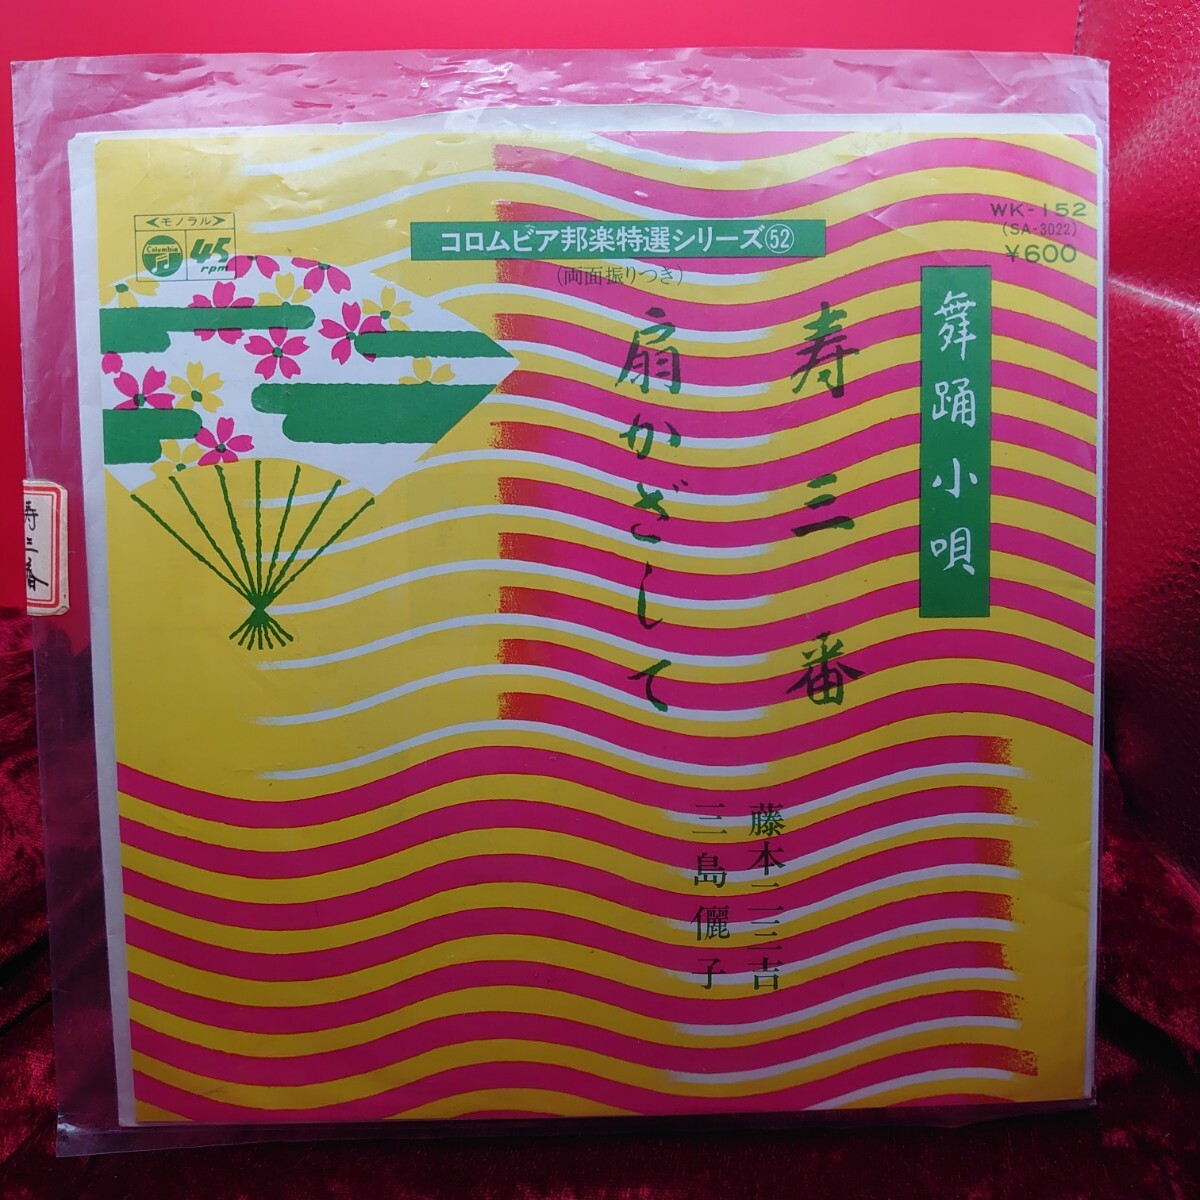 <モノラル>
Columbia
45
rpm
コロムビア邦楽特選シリーズ52
(両面振りつき)
WK-152
(SA-3022)
¥600
舞踊小唄
寿三番
扇かざして
藤本二三吉
三島儷子
寿三番